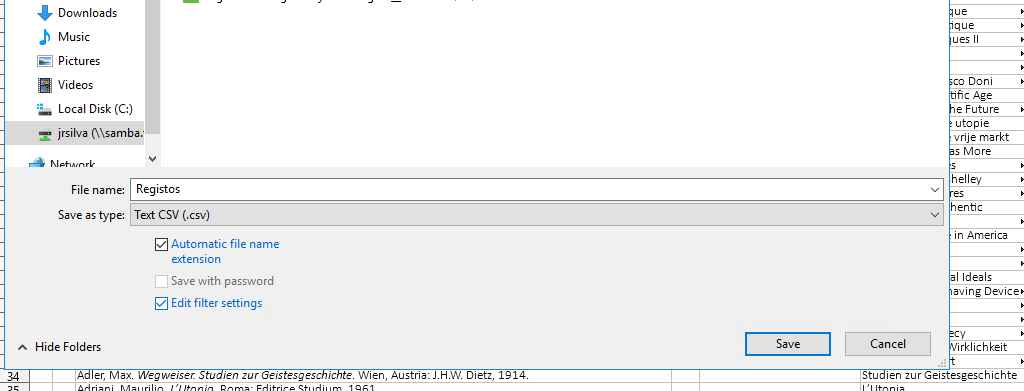 Downloads
Music
Pictures
Videos
Local Disk (C:)
jrsilva (\\samba.
Network
File name: Registos
Save as type: Text CSV (.csv)
Automatic file name
extension
Save with password
Edit filter settings
Hide Folders
Save
Cancel
que
tique
ques II
sco Doni
tific Age
he Future
e utopie
e vrije markt
as More
es
helley
res
hentic
e in America
al Ideals
having Device
ecy
Wirklichkeit
rt
34 Adler, Max. Wegweiser. Studien zur Geistesgeschichte. Wien, Austria: J.H.W. Dietz, 1914. Studien zur Geistesgeschichte
35 Adriani, Maurilio. L'Utopia. Roma: Editrice Studium, 1961. L'Utopia